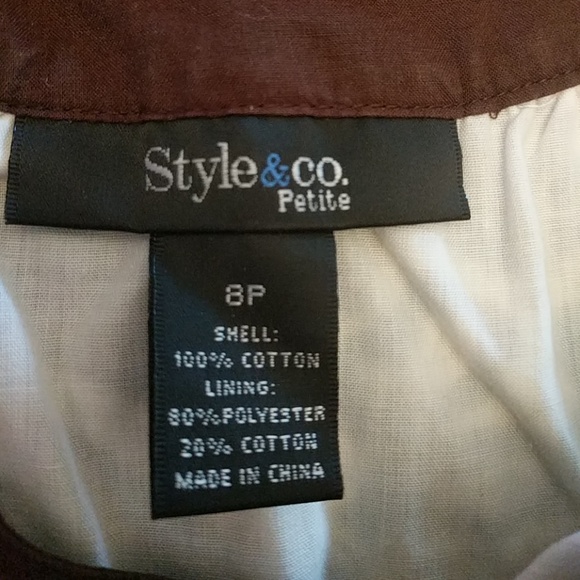 Style&co.
Petite
8P
SHELL:
100% COTTON
LINING:
80%POLYESTER
20% COTTON
MADE IN CHINA